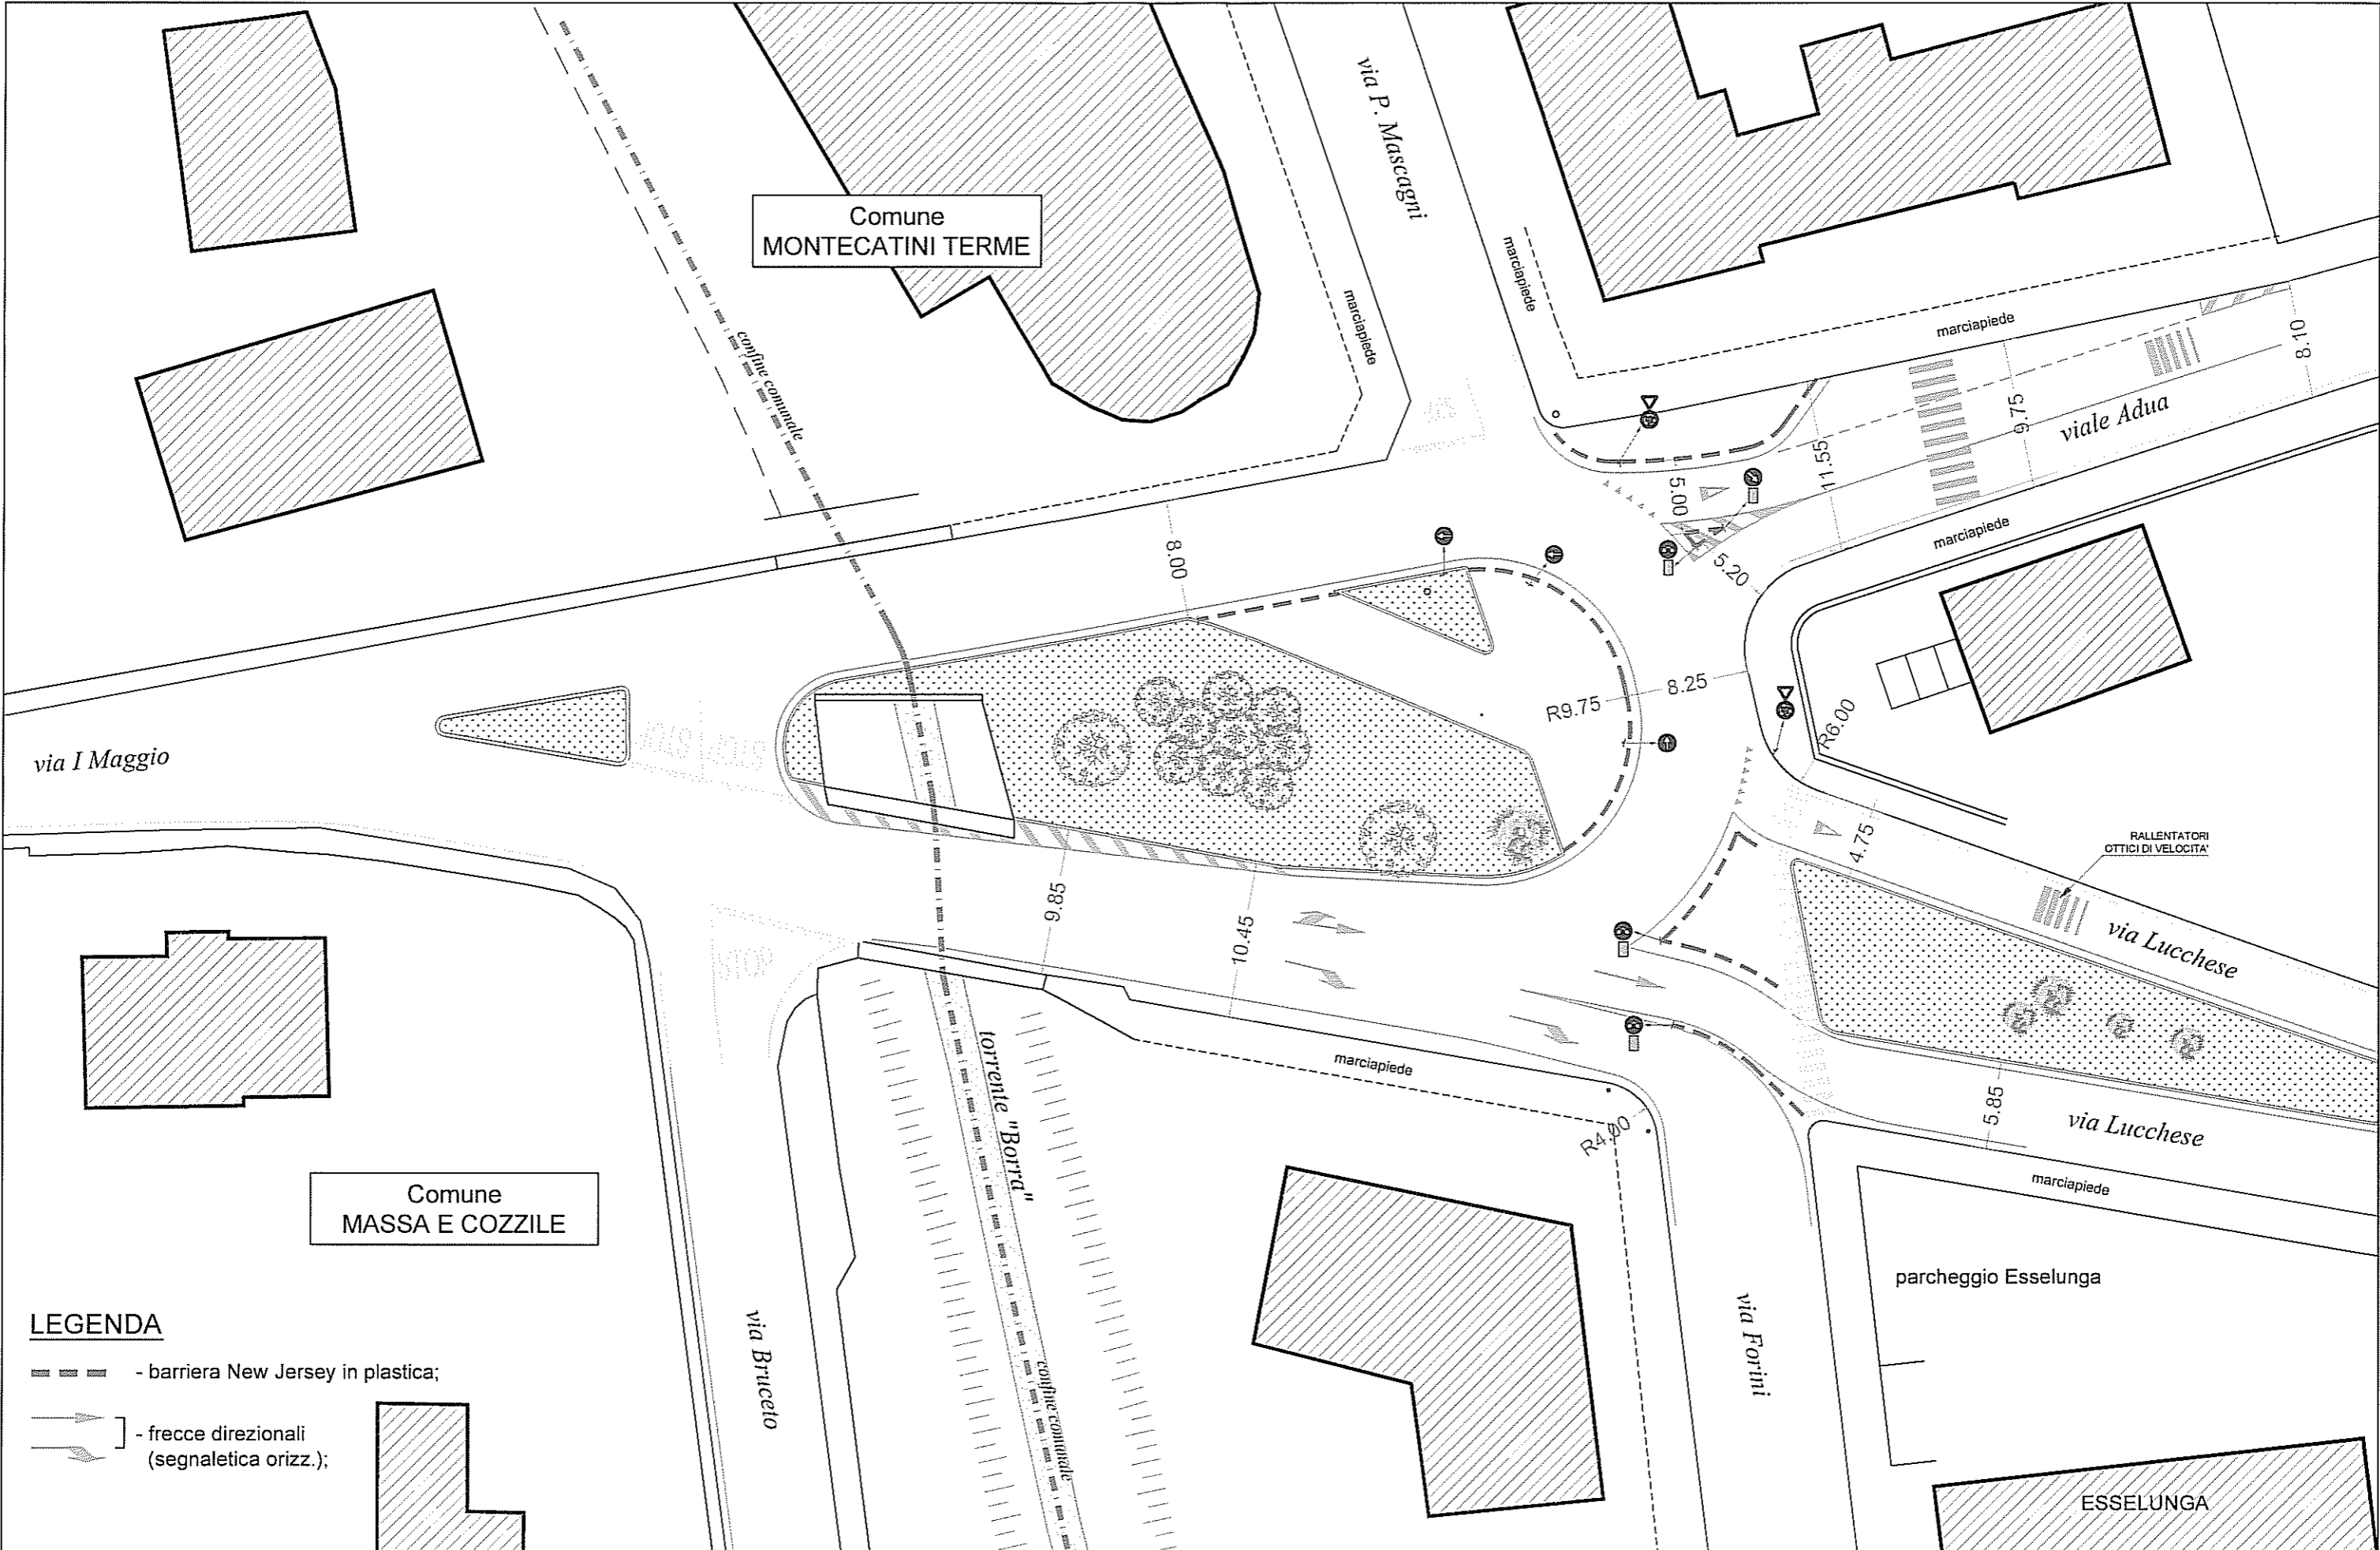 via P. Mascagni
Comune
MONTECATINI TERME
marciapiede
marciapiede
marciapiede
8.10
confine comunale
9.75
viale Adua
STOP
11.55
5.00
marciapiede
8.00
5.20
8.25
R9.75
R6.00
via I Maggio
STOP
STOP
4.75
RALLENTATORI
OTTICI DI VELOCITA'
9.85
10.45
via Lucchese
STOP
torrente "Borra"
marciapiede
R4.00
5.85
via Lucchese
marciapiede
Comune
MASSA E COZZILE
parcheggio Esselunga
via Bruceto
confine comunale
via Forini
LEGENDA
- barriera New Jersey in plastica;
- frecce direzionali
(segnaletica orizz.);
ESSELUNGA